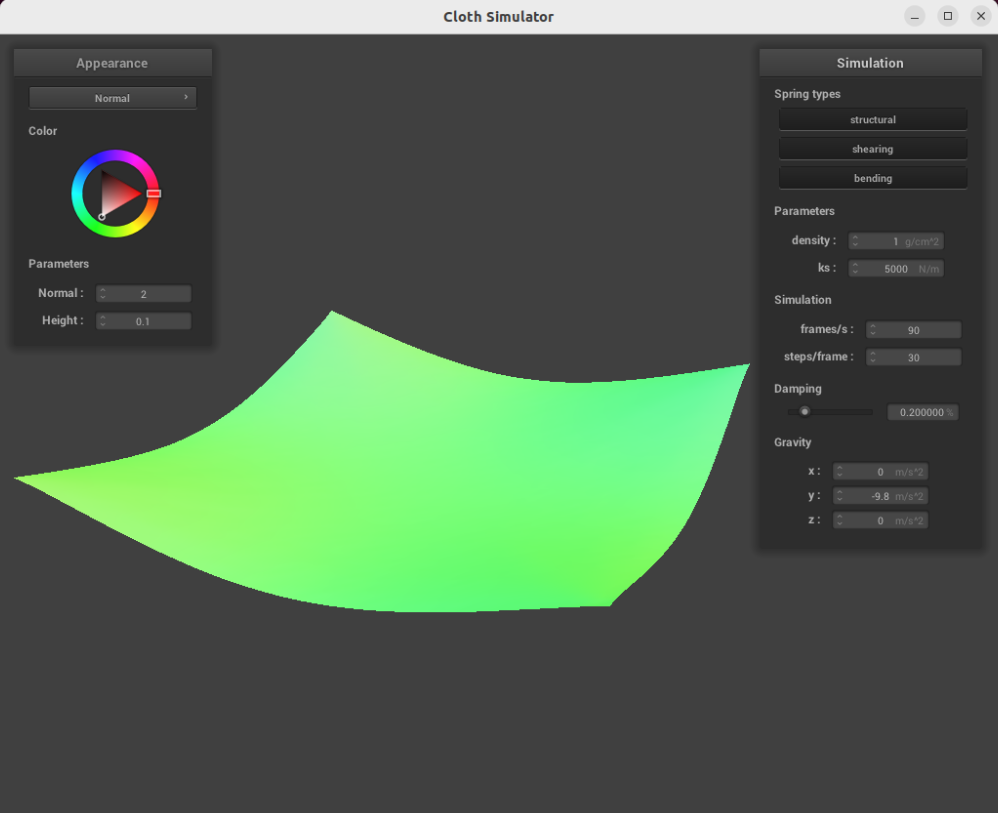 Cloth Simulator
Appearance
Normal
Color
Parameters
Normal : 2
Height : 0.1
Simulation
Spring types
structural
shearing
bending
Parameters
density : 1 g/cm^2
ks : 5000 N/m
Simulation
frames/s : 90
steps/frame : 30
Damping
0.200000 %
Gravity
x : 0 m/s^2
y : -9.8 m/s^2
z : 0 m/s^2